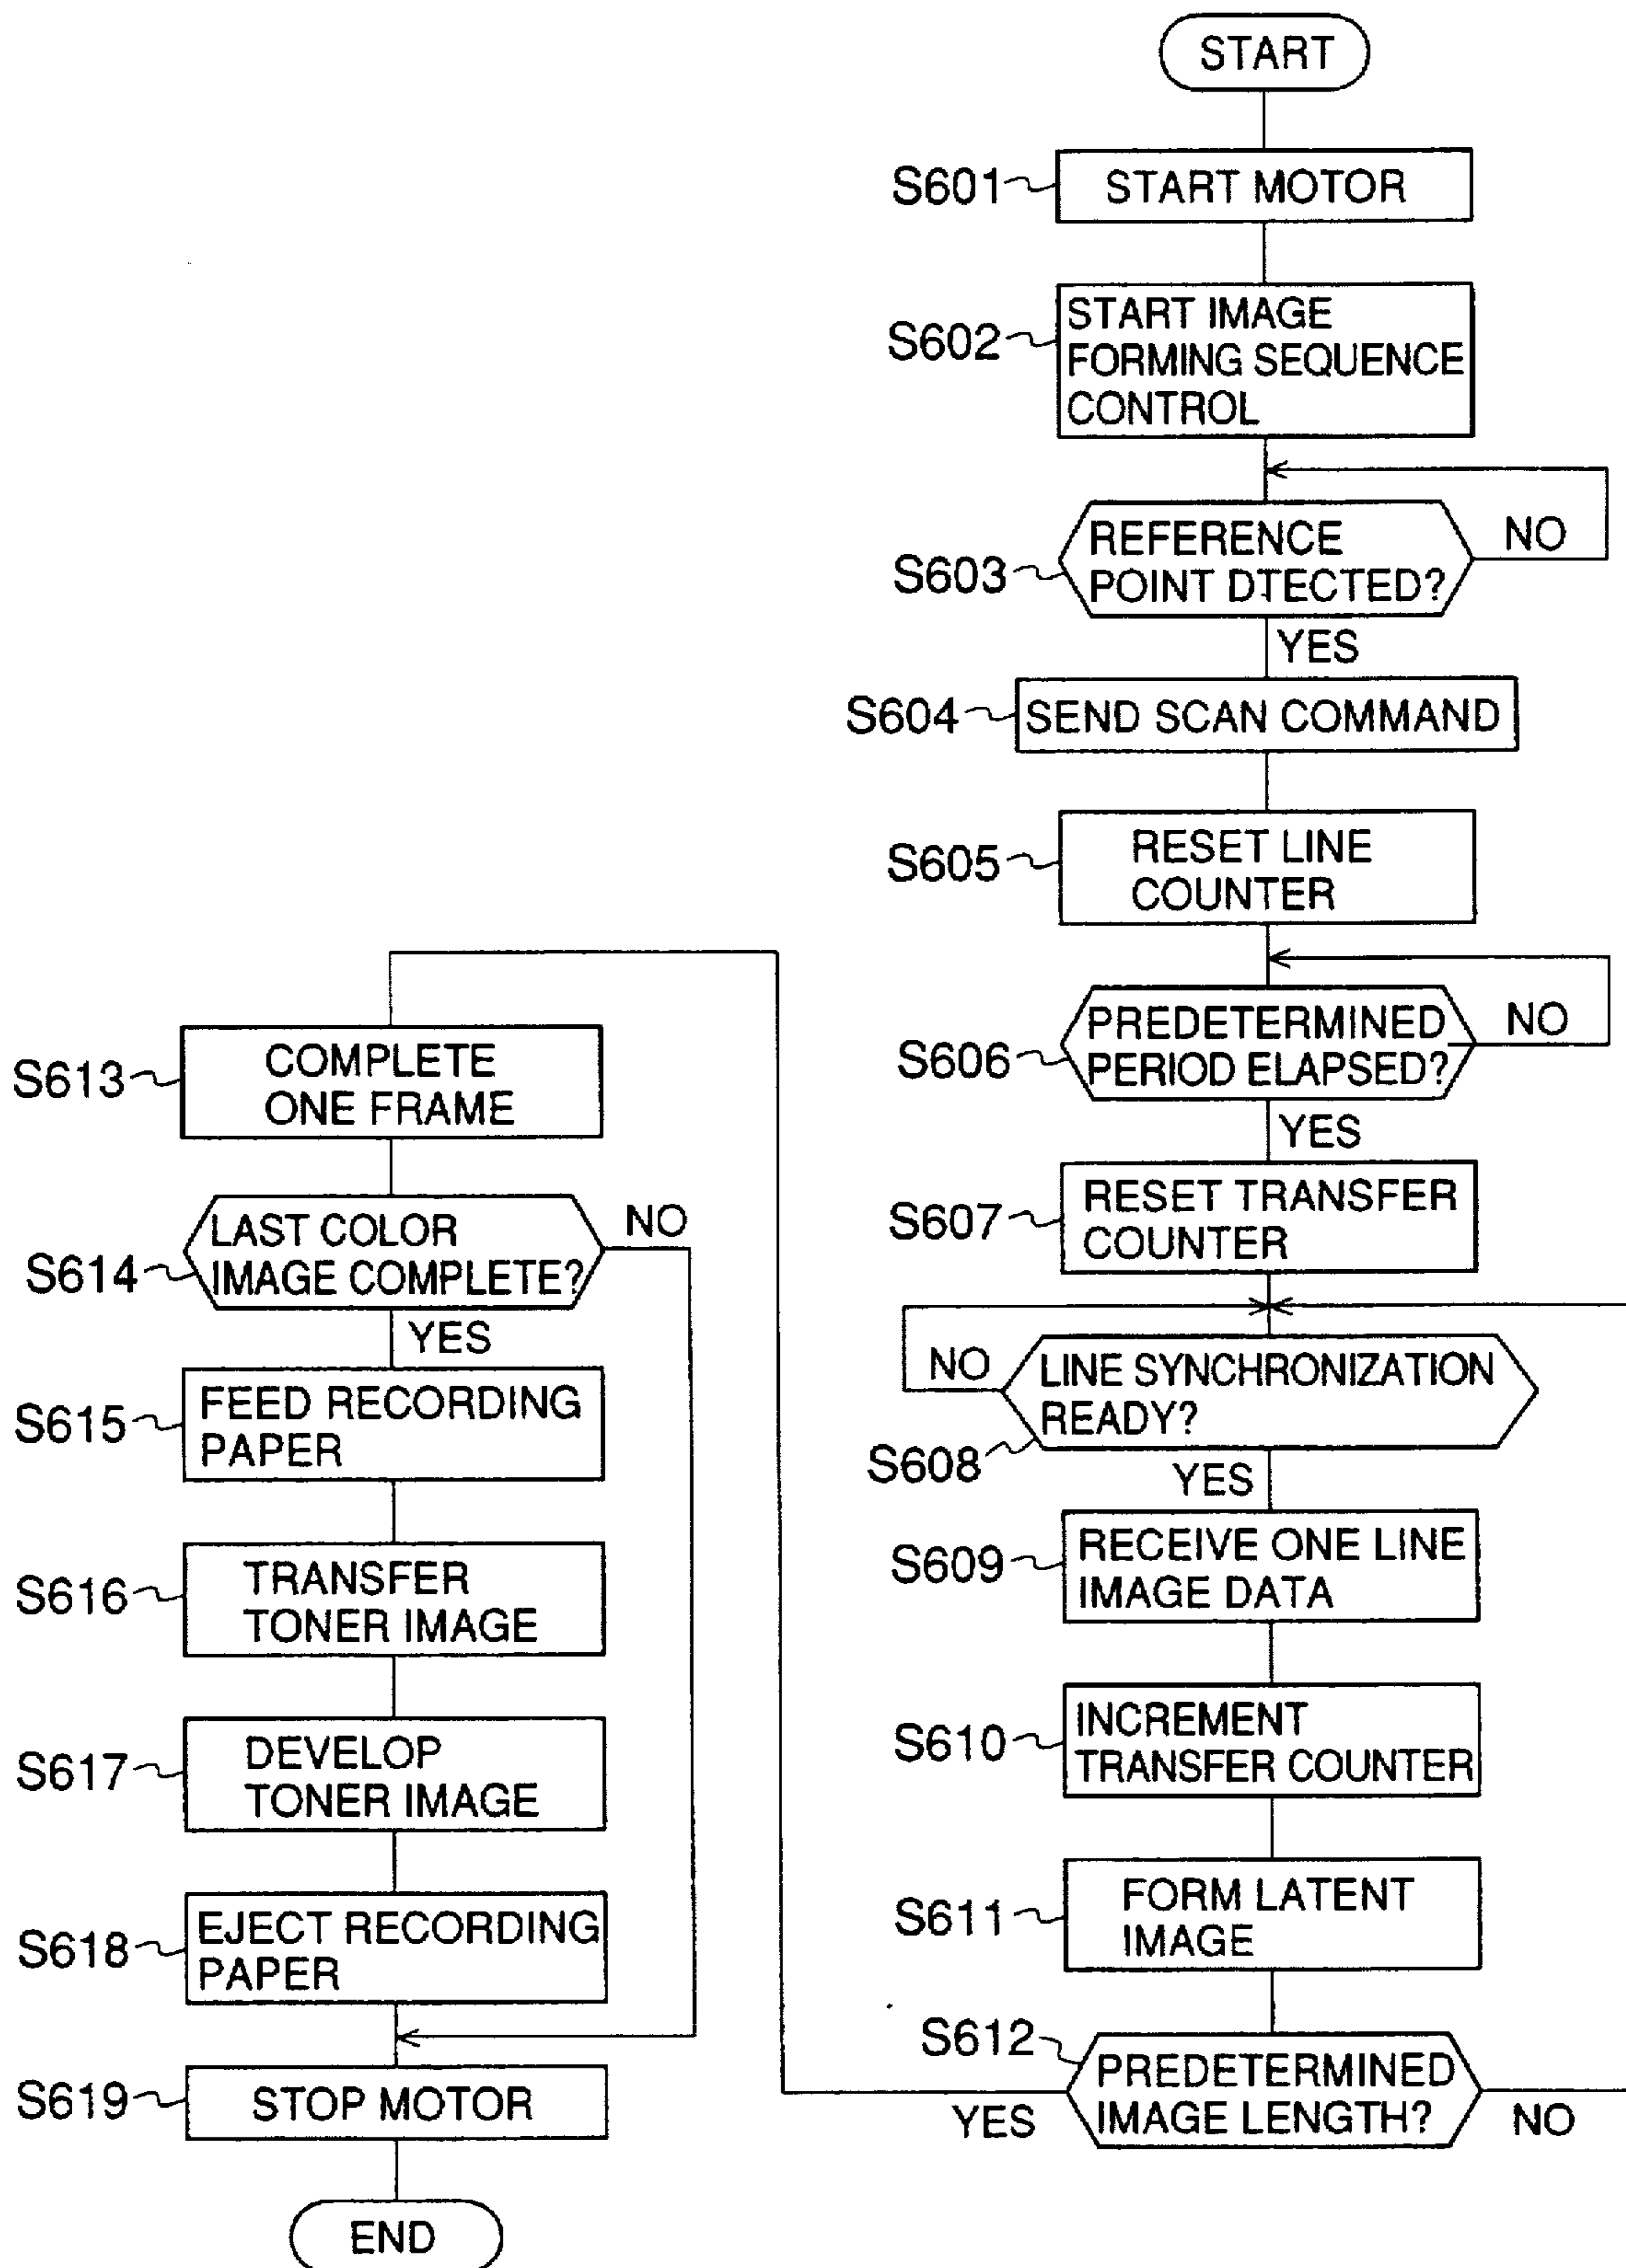 START
S601
START MOTOR
S602
START IMAGE
FORMING SEQUENCE
CONTROL
S603
REFERENCE
POINT DTECTED?
NO
YES
S604
SEND SCAN COMMAND
S605
RESET LINE
COUNTER
S606
PREDETERMINED
PERIOD ELAPSED?
NO
YES
S607
RESET TRANSFER
COUNTER
S608
LINE SYNCHRONIZATION
READY?
NO
YES
S609
RECEIVE ONE LINE
IMAGE DATA
S610
INCREMENT
TRANSFER COUNTER
S611
FORM LATENT
IMAGE
S612
PREDETERMINED
IMAGE LENGTH?
YES
NO
S613
COMPLETE
ONE FRAME
S614
LAST COLOR
IMAGE COMPLETE?
NO
YES
S615
FEED RECORDING
PAPER
S616
TRANSFER
TONER IMAGE
S617
DEVELOP
TONER IMAGE
S618
EJECT RECORDING
PAPER
S619
STOP MOTOR
END